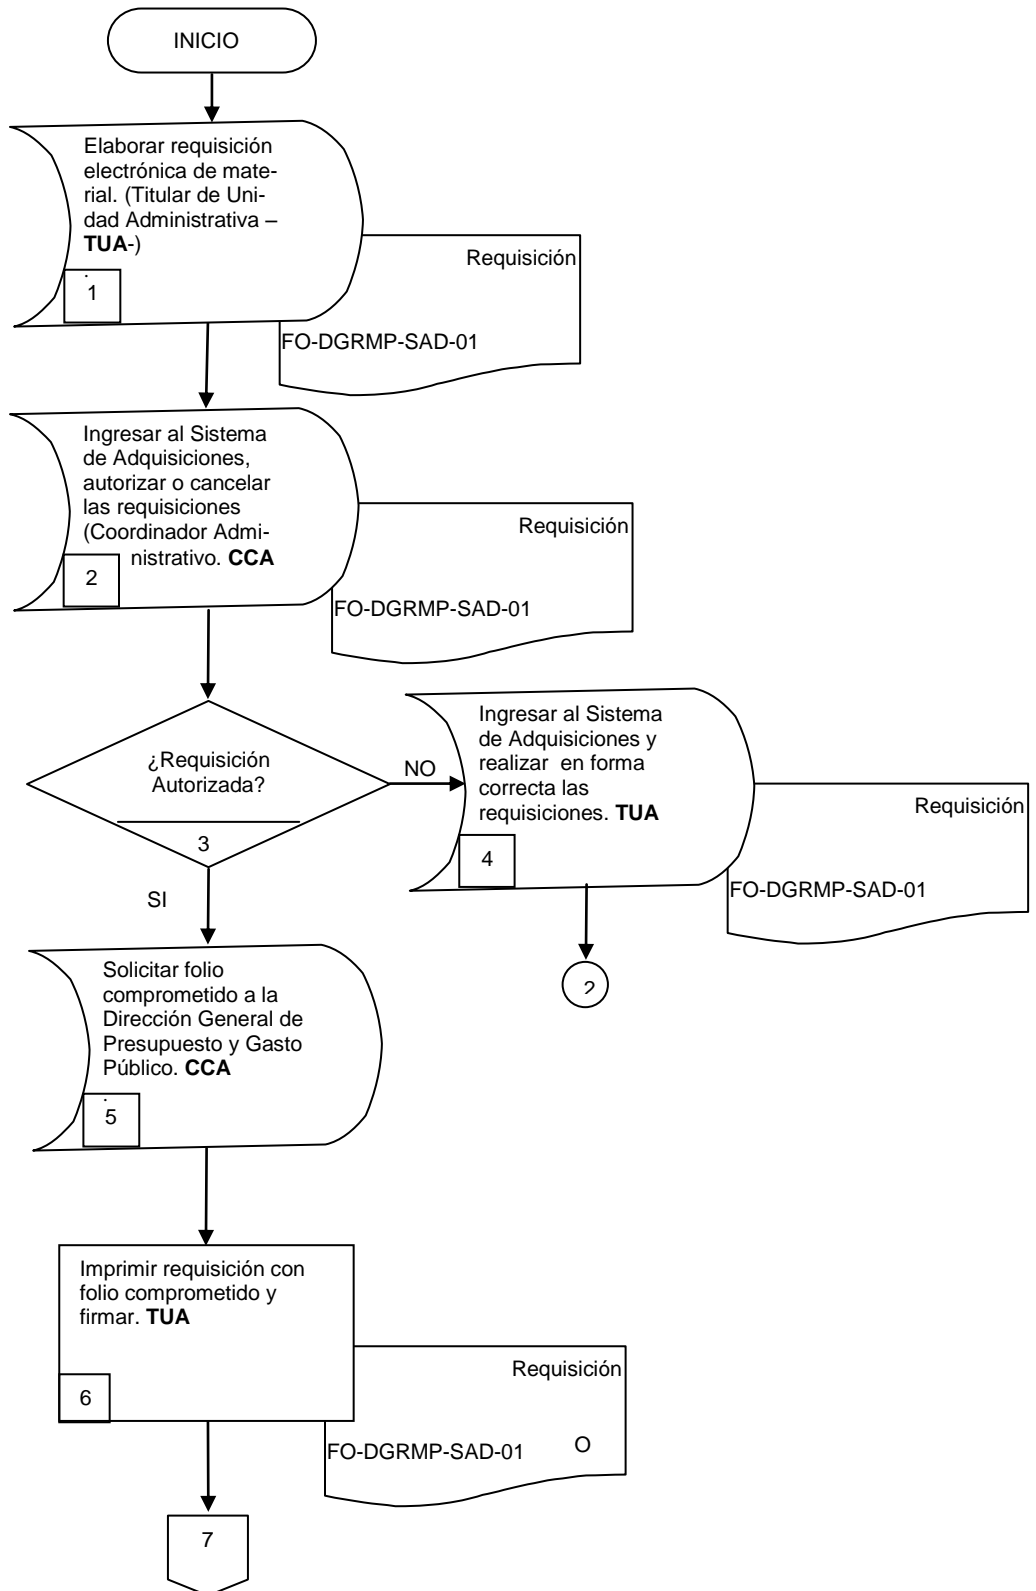 INICIO
Elaborar requisición
electrónica de mate-
rial. (Titular de Uni-
dad Administrativa –
TUA-)
.
1
Requisición
FO-DGRMP-SAD-01
Ingresar al Sistema
de Adquisiciones,
autorizar o cancelar
las requisiciones
(Coordinador Admi-
nistrativo. CCA
2
Requisición
FO-DGRMP-SAD-01
¿Requisición
Autorizada?
3
NO
Ingresar al Sistema
de Adquisiciones y
realizar en forma
correcta las
requisiciones. TUA
4
Requisición
FO-DGRMP-SAD-01
2
SI
Solicitar folio
comprometido a la
Dirección General de
Presupuesto y Gasto
Público. CCA
.
5
Imprimir requisición con
folio comprometido y
firmar. TUA
6
Requisición
FO-DGRMP-SAD-01 O
7